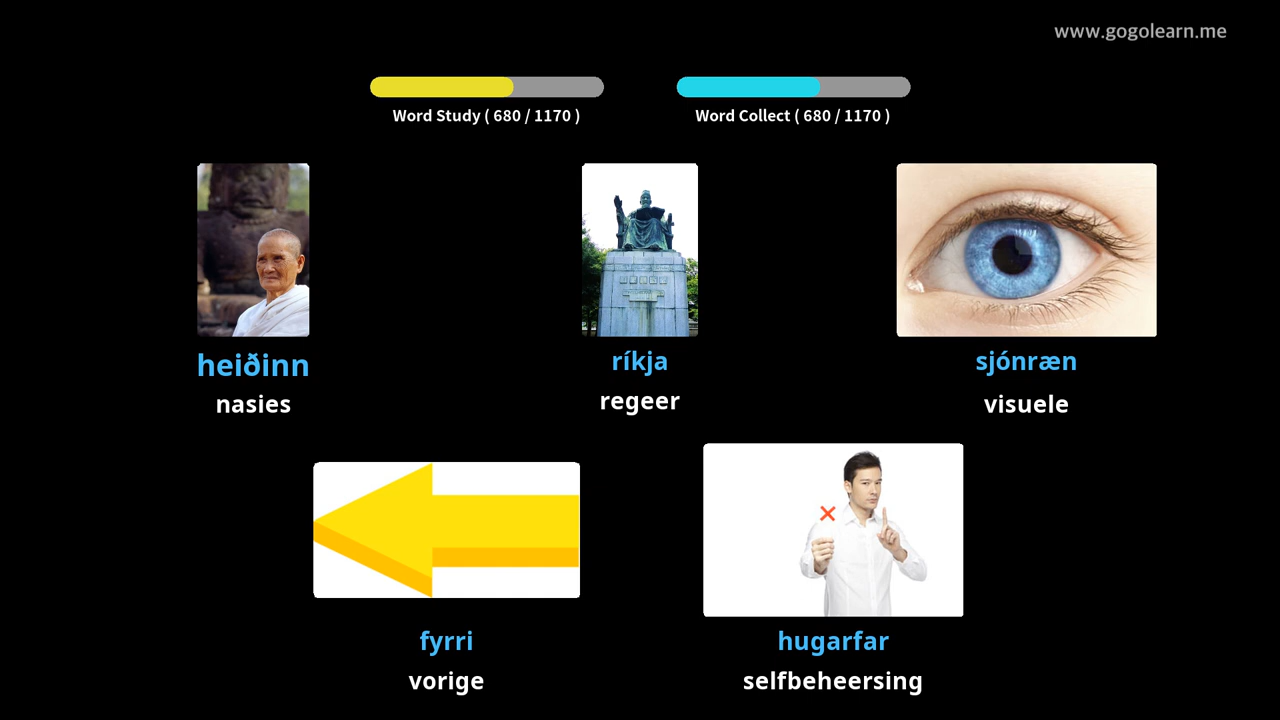 www.gogolearn.me
Word Study ( 680 / 1170 )
Word Collect ( 680 / 1170 )
heiðinn
nasies
ríkja
regeer
sjónræn
visuele
fyrri
vorige
hugarfar
selfbeheersing